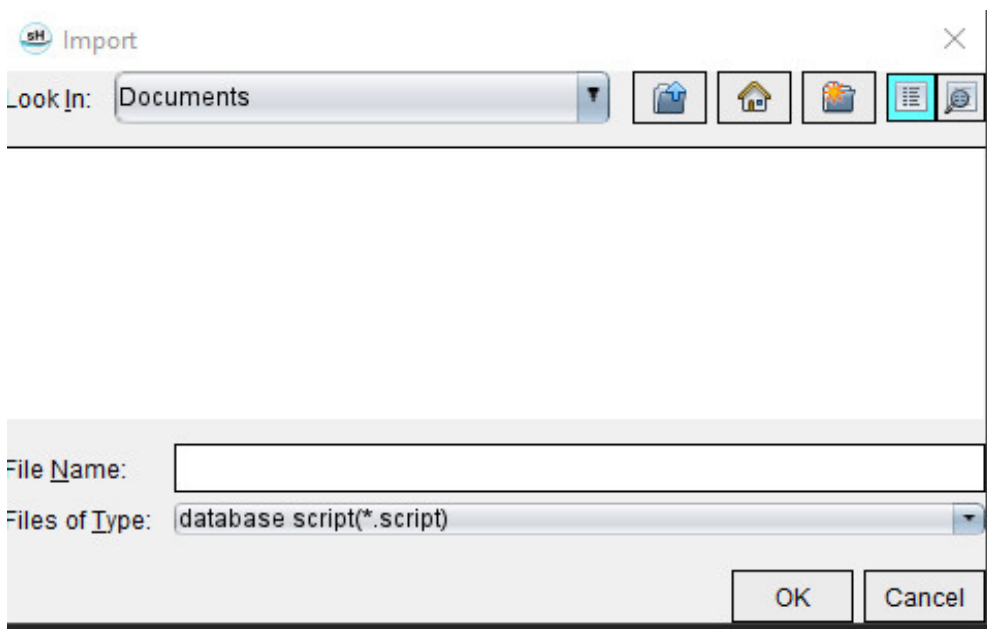 sH Import
Look In: Documents
File Name:
Files of Type: database script(*.script)
OK Cancel